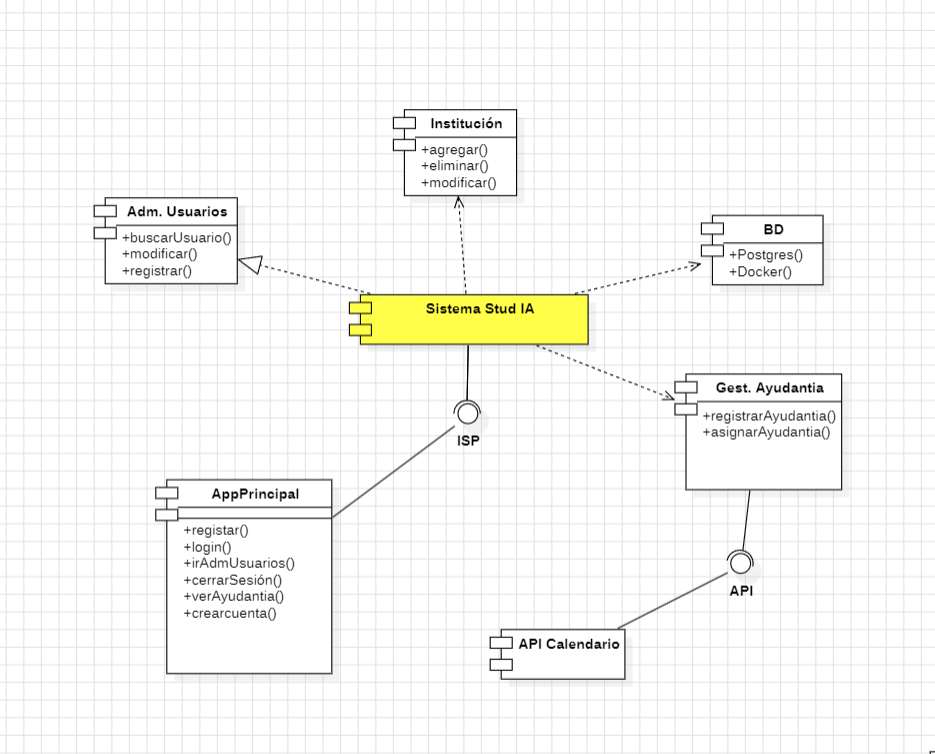 Institución
+agregar()
+eliminar()
+modificar()
Adm. Usuarios
+buscarUsuario()
+modificar()
+registrar()
BD
+Postgres()
+Docker()
Sistema Stud IA
Gest. Ayudantia
+registrarAyudantia()
+asignarAyudantia()
ISP
AppPrincipal
+registar()
+login()
+irAdmUsuarios()
+cerrarSesión()
+verAyudantia()
+crearcuenta()
API
API Calendario